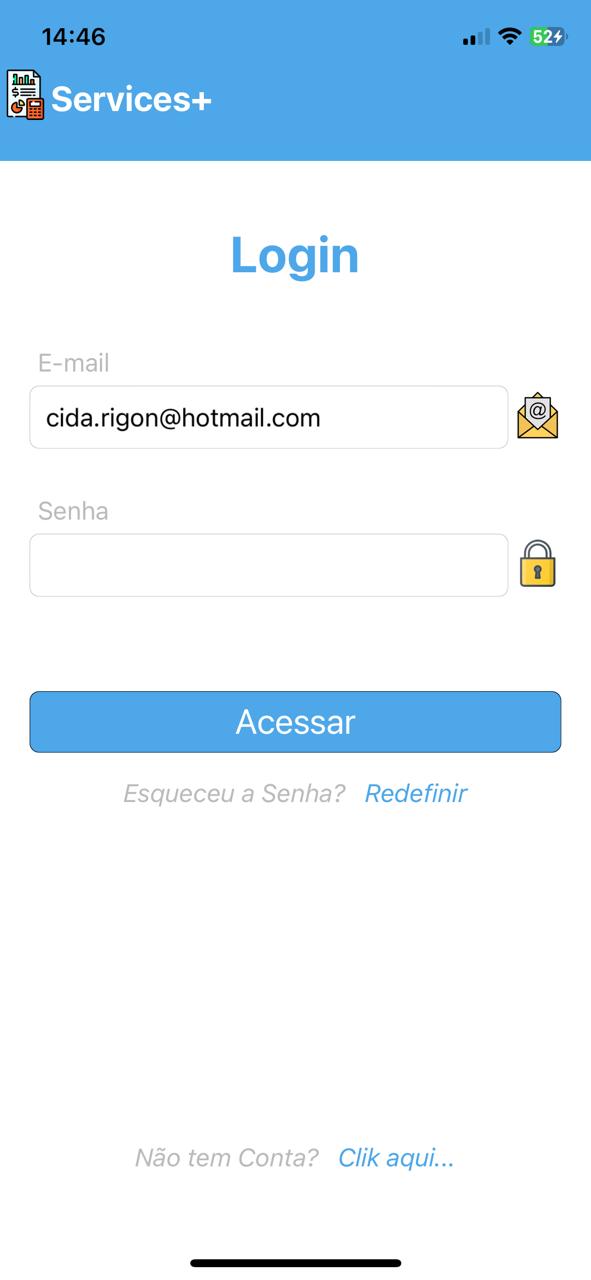 14:46
52
Services+
Login
E-mail
cida.rigon@hotmail.com
Senha
Acessar
Esqueceu a Senha? Redefinir
Não tem Conta? Clik aqui...